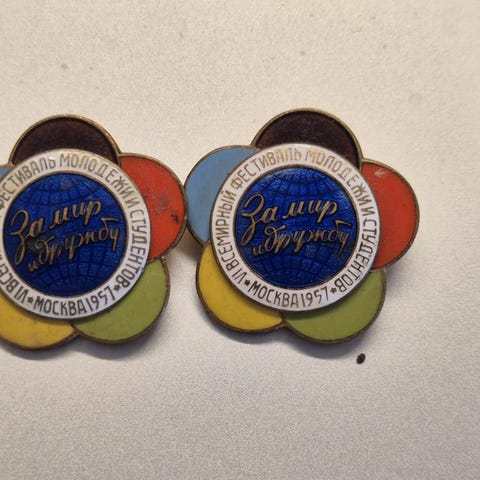 VI ВСЕ
ФЕСТИВАЛЬ МОЛОДЕЖИ И СТУДЕНТОВ
За мир
и дружбу
* МОСКВА 1957 *
VI ВСЕМИРНЫЙ ФЕСТИВАЛЬ МОЛОДЕЖИ И СТУДЕНТОВ
За мир
и дружбу
* МОСКВА 1957 *